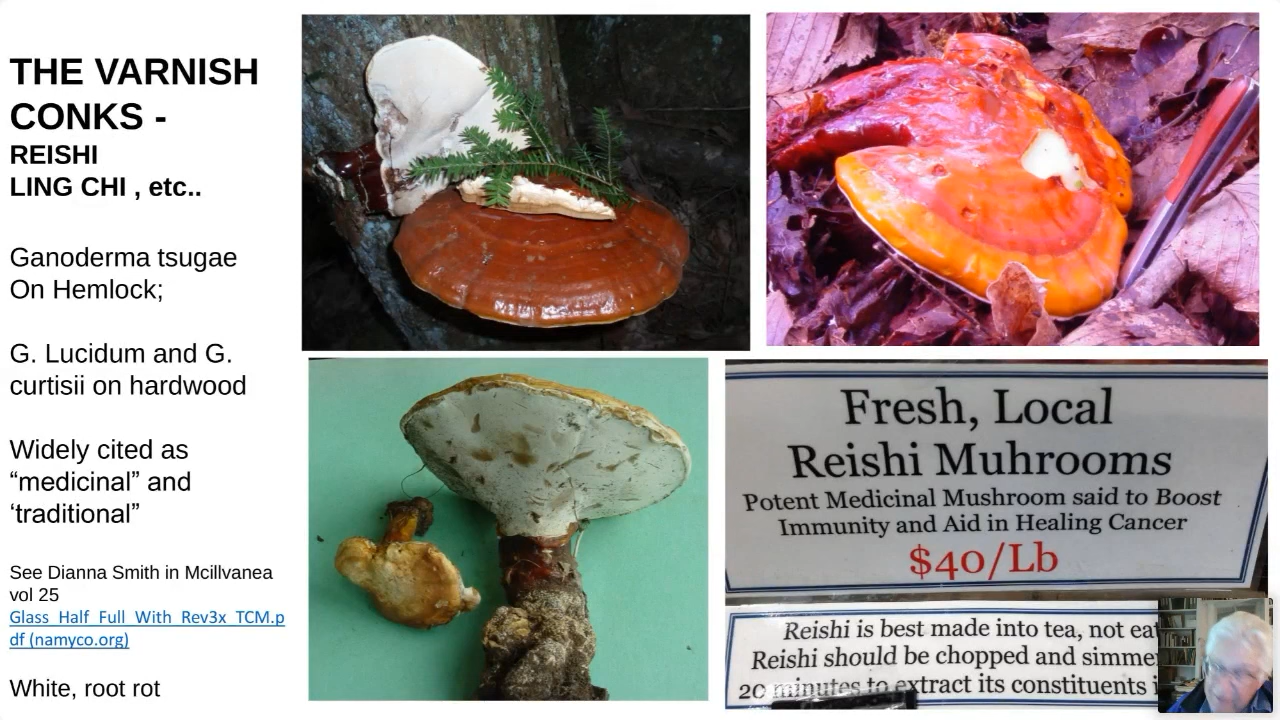 THE VARNISH
CONKS -
REISHI
LING CHI , etc..
Ganoderma tsugae
On Hemlock;
G. Lucidum and G.
curtisii on hardwood
Widely cited as
“medicinal” and
‘traditional”
See Dianna Smith in Mcillvanea
vol 25
Glass_Half_Full_With_Rev3x_TCM.p
df (namyco.org)
White, root rot
Fresh, Local
Reishi Muhrooms
Potent Medicinal Mushroom said to Boost
Immunity and Aid in Healing Cancer
$40/Lb
Reishi is best made into tea, not
Reishi should be chopped and
20 minutes to extract its constituents